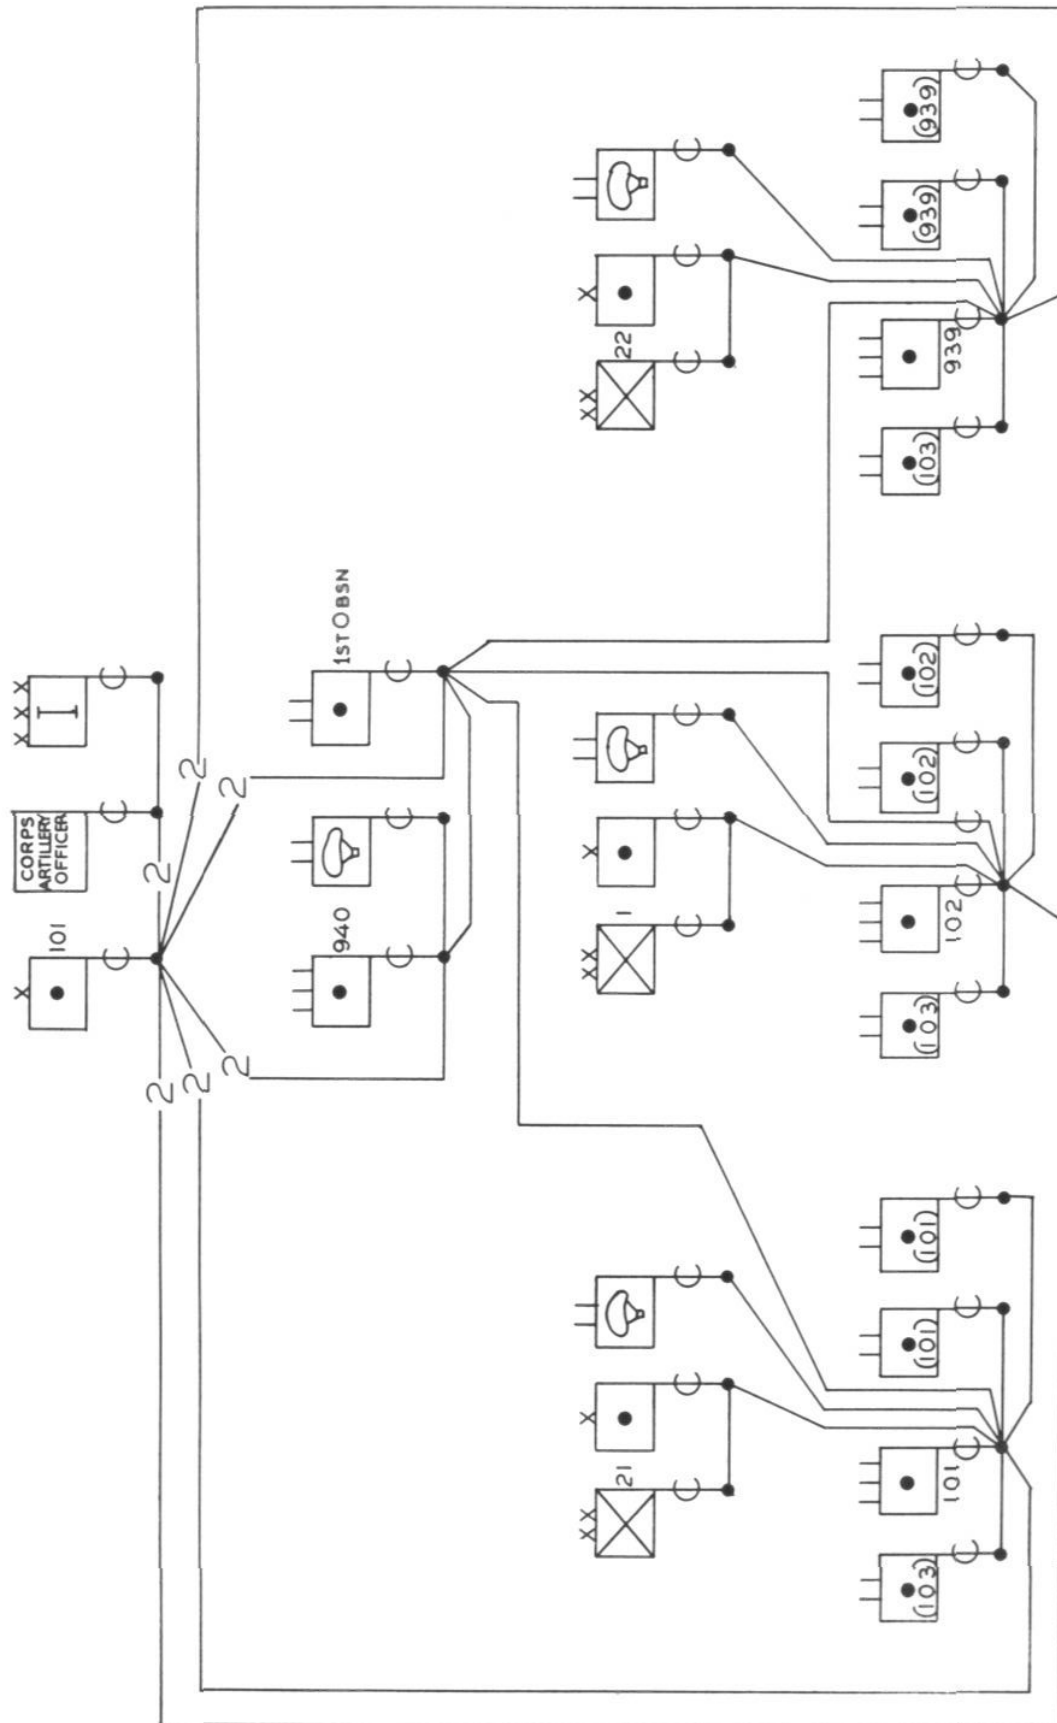 XXX
I
CORPS
ARTILLERY
OFFICER
X
101
2
2
2
2
2
2
1ST OBSN
940
X
22
XX
X
1
XX
X
21
XX
(939)
(939)
939
(103)
(102)
(102)
102
(103)
(101)
(101)
101
(103)